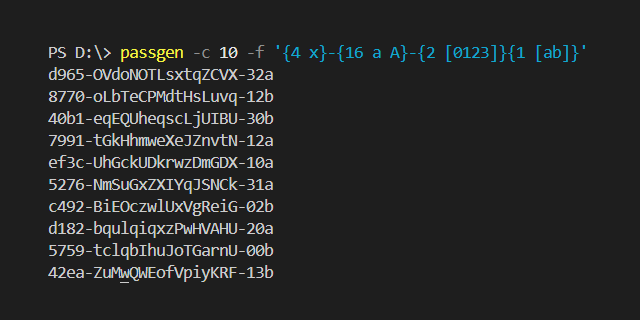 PS D:\> passgen -c 10 -f '{4 x}-{16 a A}-{2 [0123]}{1 [ab]}'
d965-OVdoNOTLsxtqZCVX-32a
8770-oLbTeCPMdtHsLuvq-12b
40b1-eqEQUheqscLjUIBU-30b
7991-tGkHhmweXeJZnvtN-12a
ef3c-UhGckUDkrwzDmGDX-10a
5276-NmSuGxZXIYqJSNCk-31a
c492-BiEOczwlUxVgReiG-02b
d182-bqulqiqxzPwHVAHU-20a
5759-tclqbIhuJoTGarnU-00b
42ea-ZuMwQWEofVpiyKRF-13b